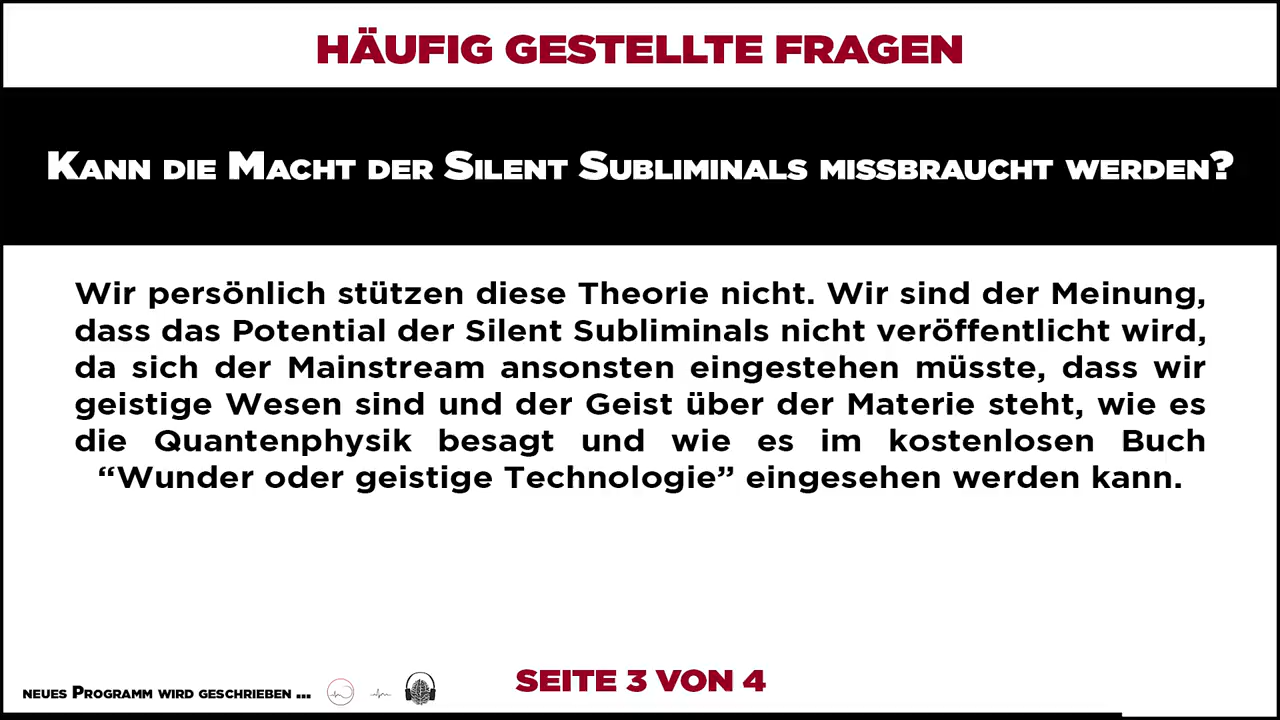 HÄUFIG GESTELLTE FRAGEN
KANN DIE MACHT DER SILENT SUBLIMINALS MISSBRAUCHT WERDEN?
Wir persönlich stützen diese Theorie nicht. Wir sind der Meinung,
dass das Potential der Silent Subliminals nicht veröffentlicht wird,
da sich der Mainstream ansonsten eingestehen müsste, dass wir
geistige Wesen sind und der Geist über der Materie steht, wie es
die Quantenphysik besagt und wie es im kostenlosen Buch
“Wunder oder geistige Technologie” eingesehen werden kann.
SEITE 3 VON 4
NEUES PROGRAMM WIRD GESCHRIEBEN ...